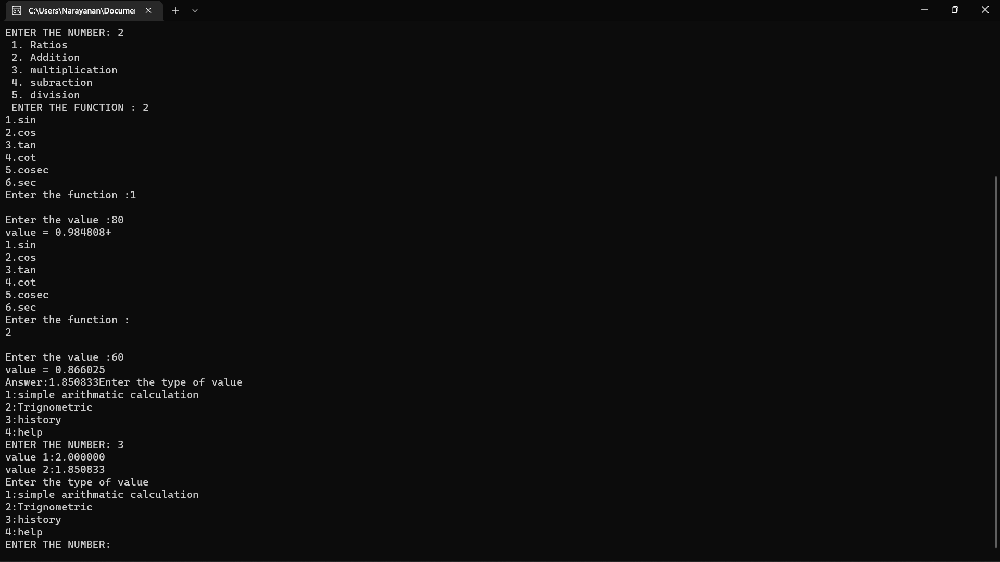 C:\Users\Narayanan\Documei
ENTER THE NUMBER: 2
1. Ratios
2. Addition
3. multiplication
4. subraction
5. division
ENTER THE FUNCTION : 2
1.sin
2.cos
3.tan
4.cot
5.cosec
6.sec
Enter the function :1
Enter the value :80
value = 0.984808+
1.sin
2.cos
3.tan
4.cot
5.cosec
6.sec
Enter the function :
2
Enter the value :60
value = 0.866025
Answer:1.850833Enter the type of value
1:simple arithmatic calculation
2:Trignometric
3:history
4:help
ENTER THE NUMBER: 3
value 1:2.000000
value 2:1.850833
Enter the type of value
1:simple arithmatic calculation
2:Trignometric
3:history
4:help
ENTER THE NUMBER: